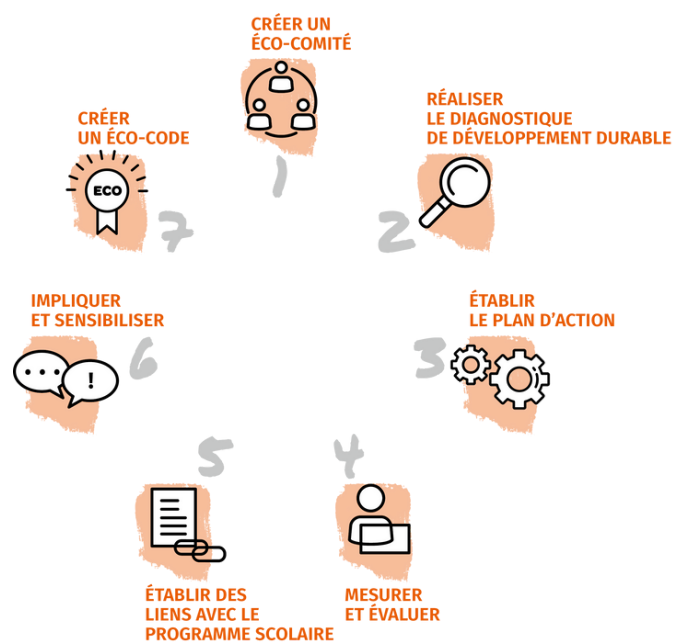 CRÉER UN
ÉCO-COMITÉ
1
RÉALISER
LE DIAGNOSTIQUE
DE DÉVELOPPEMENT DURABLE
2
ÉTABLIR
LE PLAN D’ACTION
3
4
MESURER
ET ÉVALUER
5
ÉTABLIR DES
LIENS AVEC LE
PROGRAMME SCOLAIRE
IMPLIQUER
ET SENSIBILISER
!
6
CRÉER
UN ÉCO-CODE
ECO
7